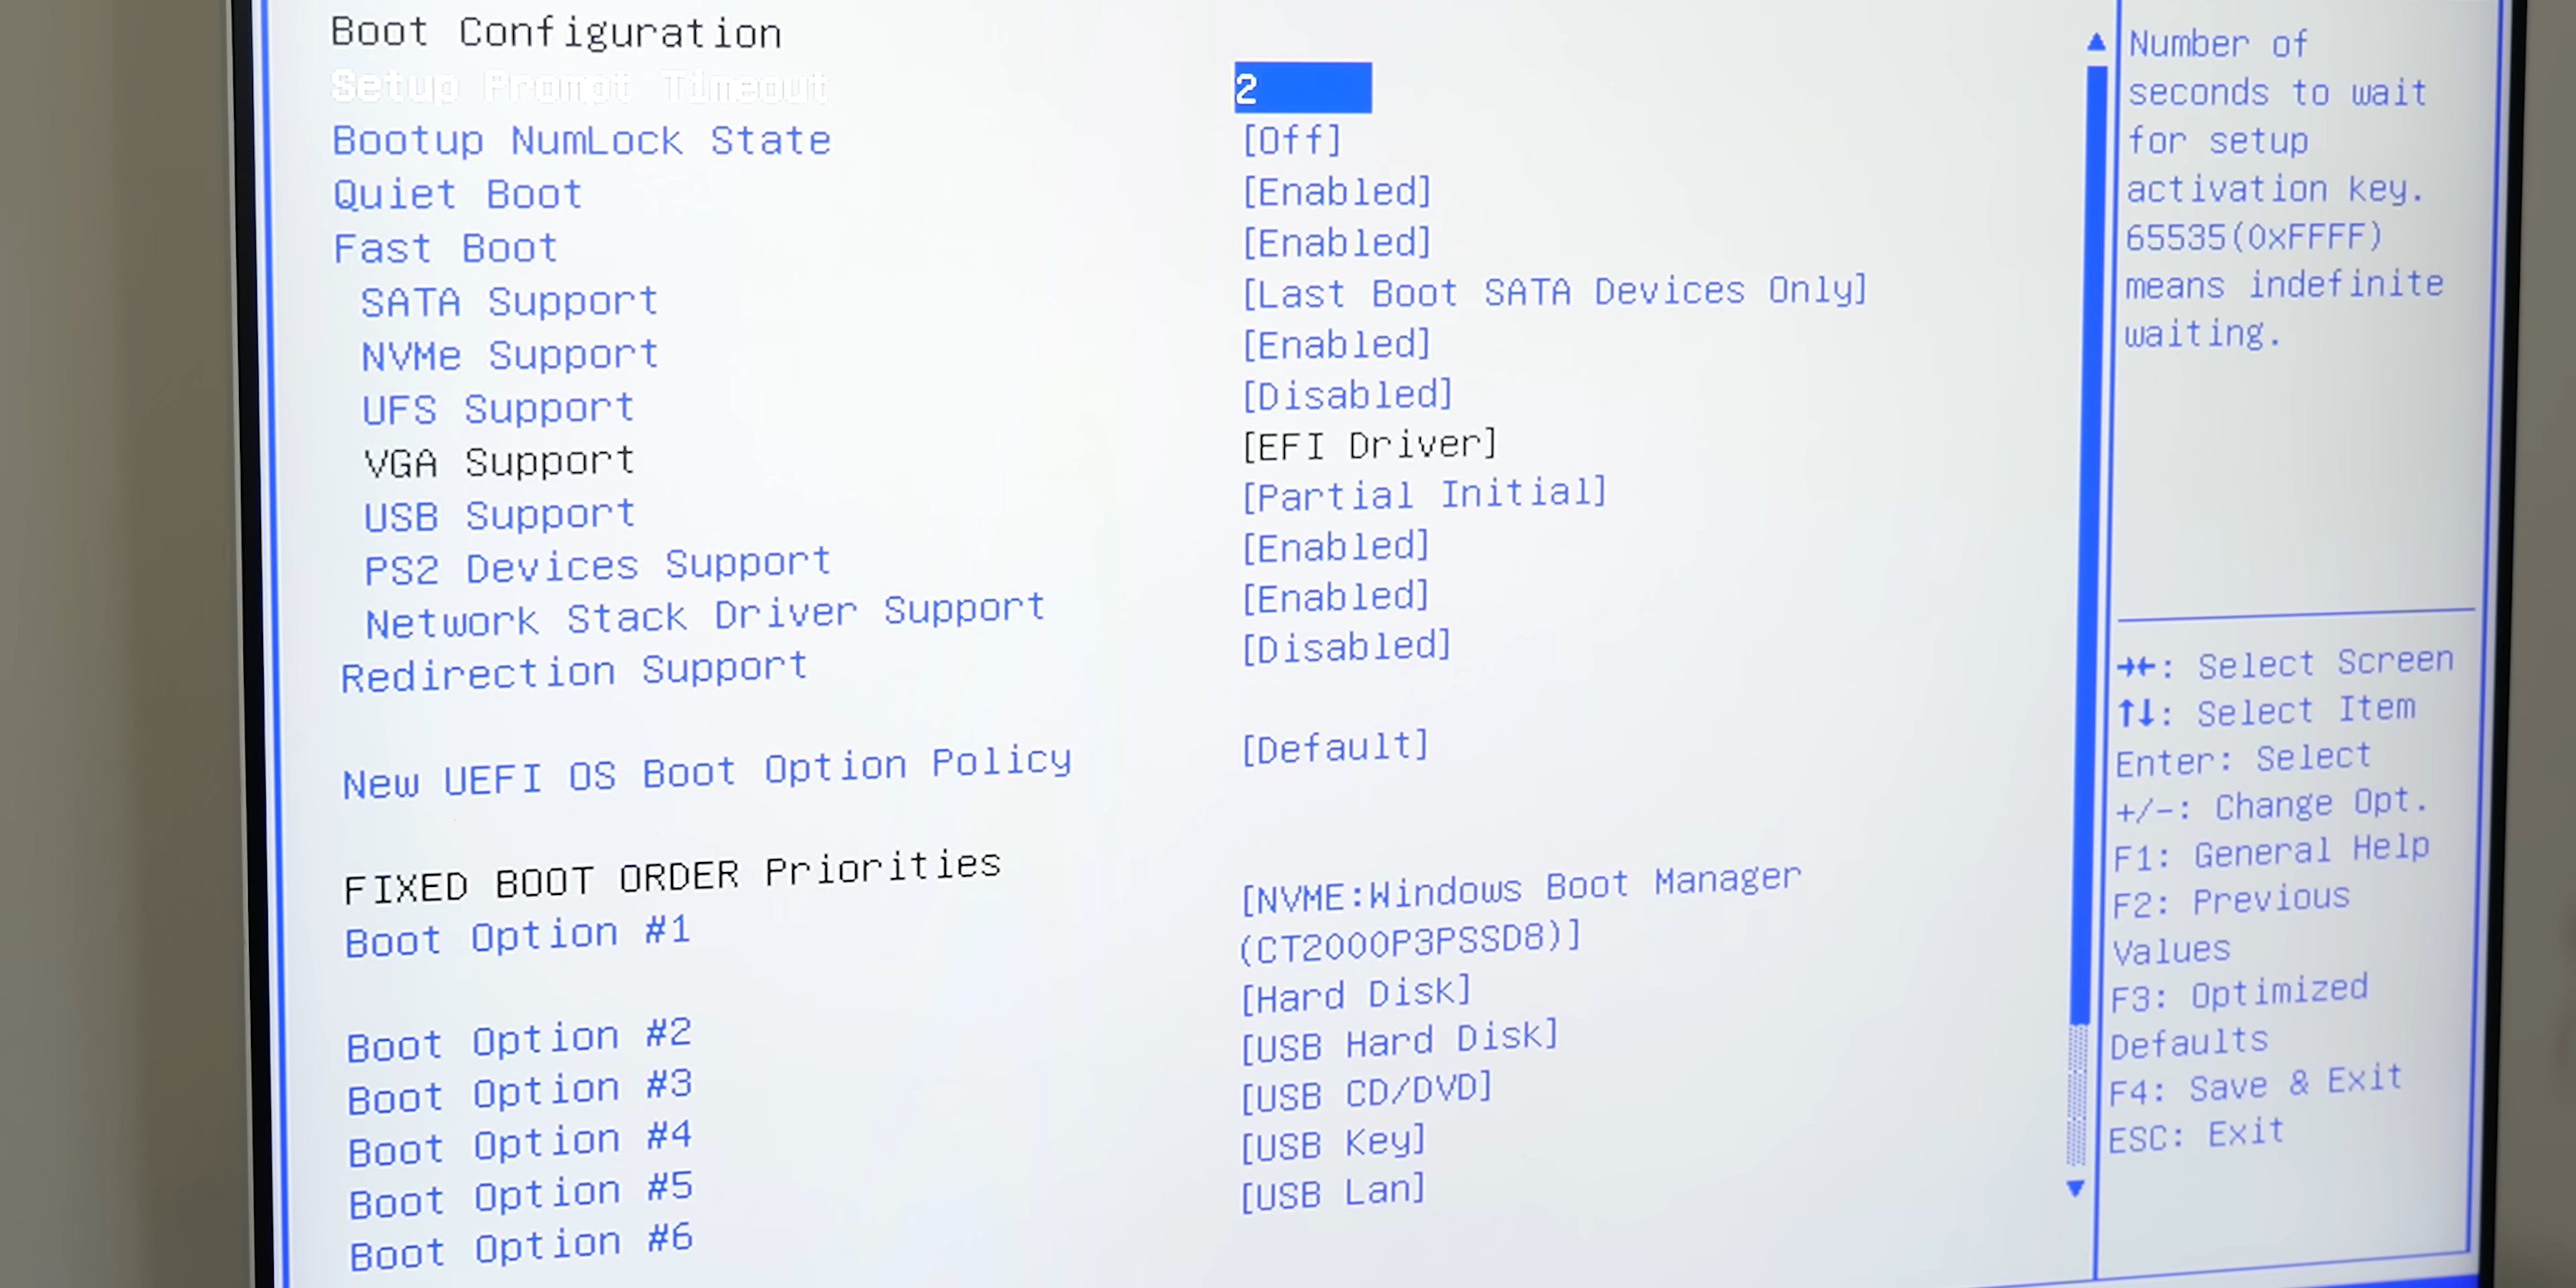 Boot Configuration
Setup Prompt Timeout 2
Bootup NumLock State [Off]
Quiet Boot [Enabled]
Fast Boot [Enabled]
SATA Support [Last Boot SATA Devices Only]
NVMe Support [Enabled]
UFS Support [Disabled]
VGA Support [EFI Driver]
USB Support [Partial Initial]
PS2 Devices Support [Enabled]
Network Stack Driver Support [Enabled]
Redirection Support [Disabled]
New UEFI OS Boot Option Policy [Default]
FIXED BOOT ORDER Priorities
Boot Option #1 [NVME:Windows Boot Manager
(CT2000P3PSSD8)]
Boot Option #2 [Hard Disk]
Boot Option #3 [USB Hard Disk]
Boot Option #4 [USB CD/DVD]
Boot Option #5 [USB Key]
Boot Option #6 [USB Lan]
Number of
seconds to wait
for setup
activation key.
65535(0xFFFF)
means indefinite
waiting.
→←: Select Screen
↑↓: Select Item
Enter: Select
+/-: Change Opt.
F1: General Help
F2: Previous
Values
F3: Optimized
Defaults
F4: Save & Exit
ESC: Exit